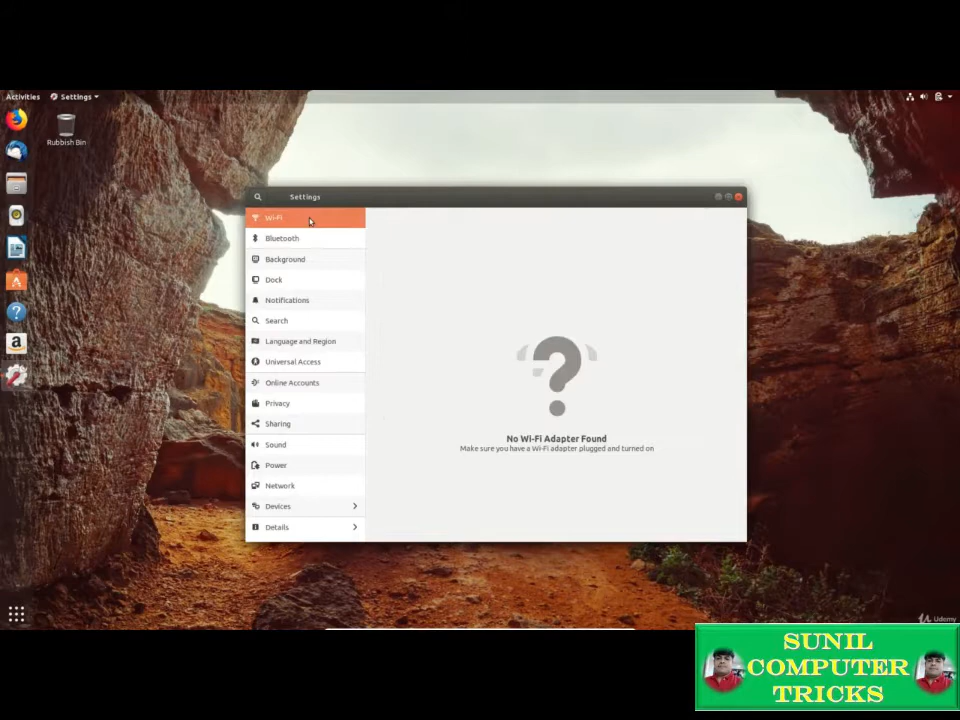 Activities
Settings
Rubbish Bin
Settings
Wi-Fi
Bluetooth
Background
Dock
Notifications
Search
Language and Region
Universal Access
Online Accounts
Privacy
Sharing
Sound
Power
Network
Devices
Details
No Wi-Fi Adapter Found
Make sure you have a Wi-Fi adapter plugged and turned on
Udemy
SUNIL
COMPUTER
TRICKS